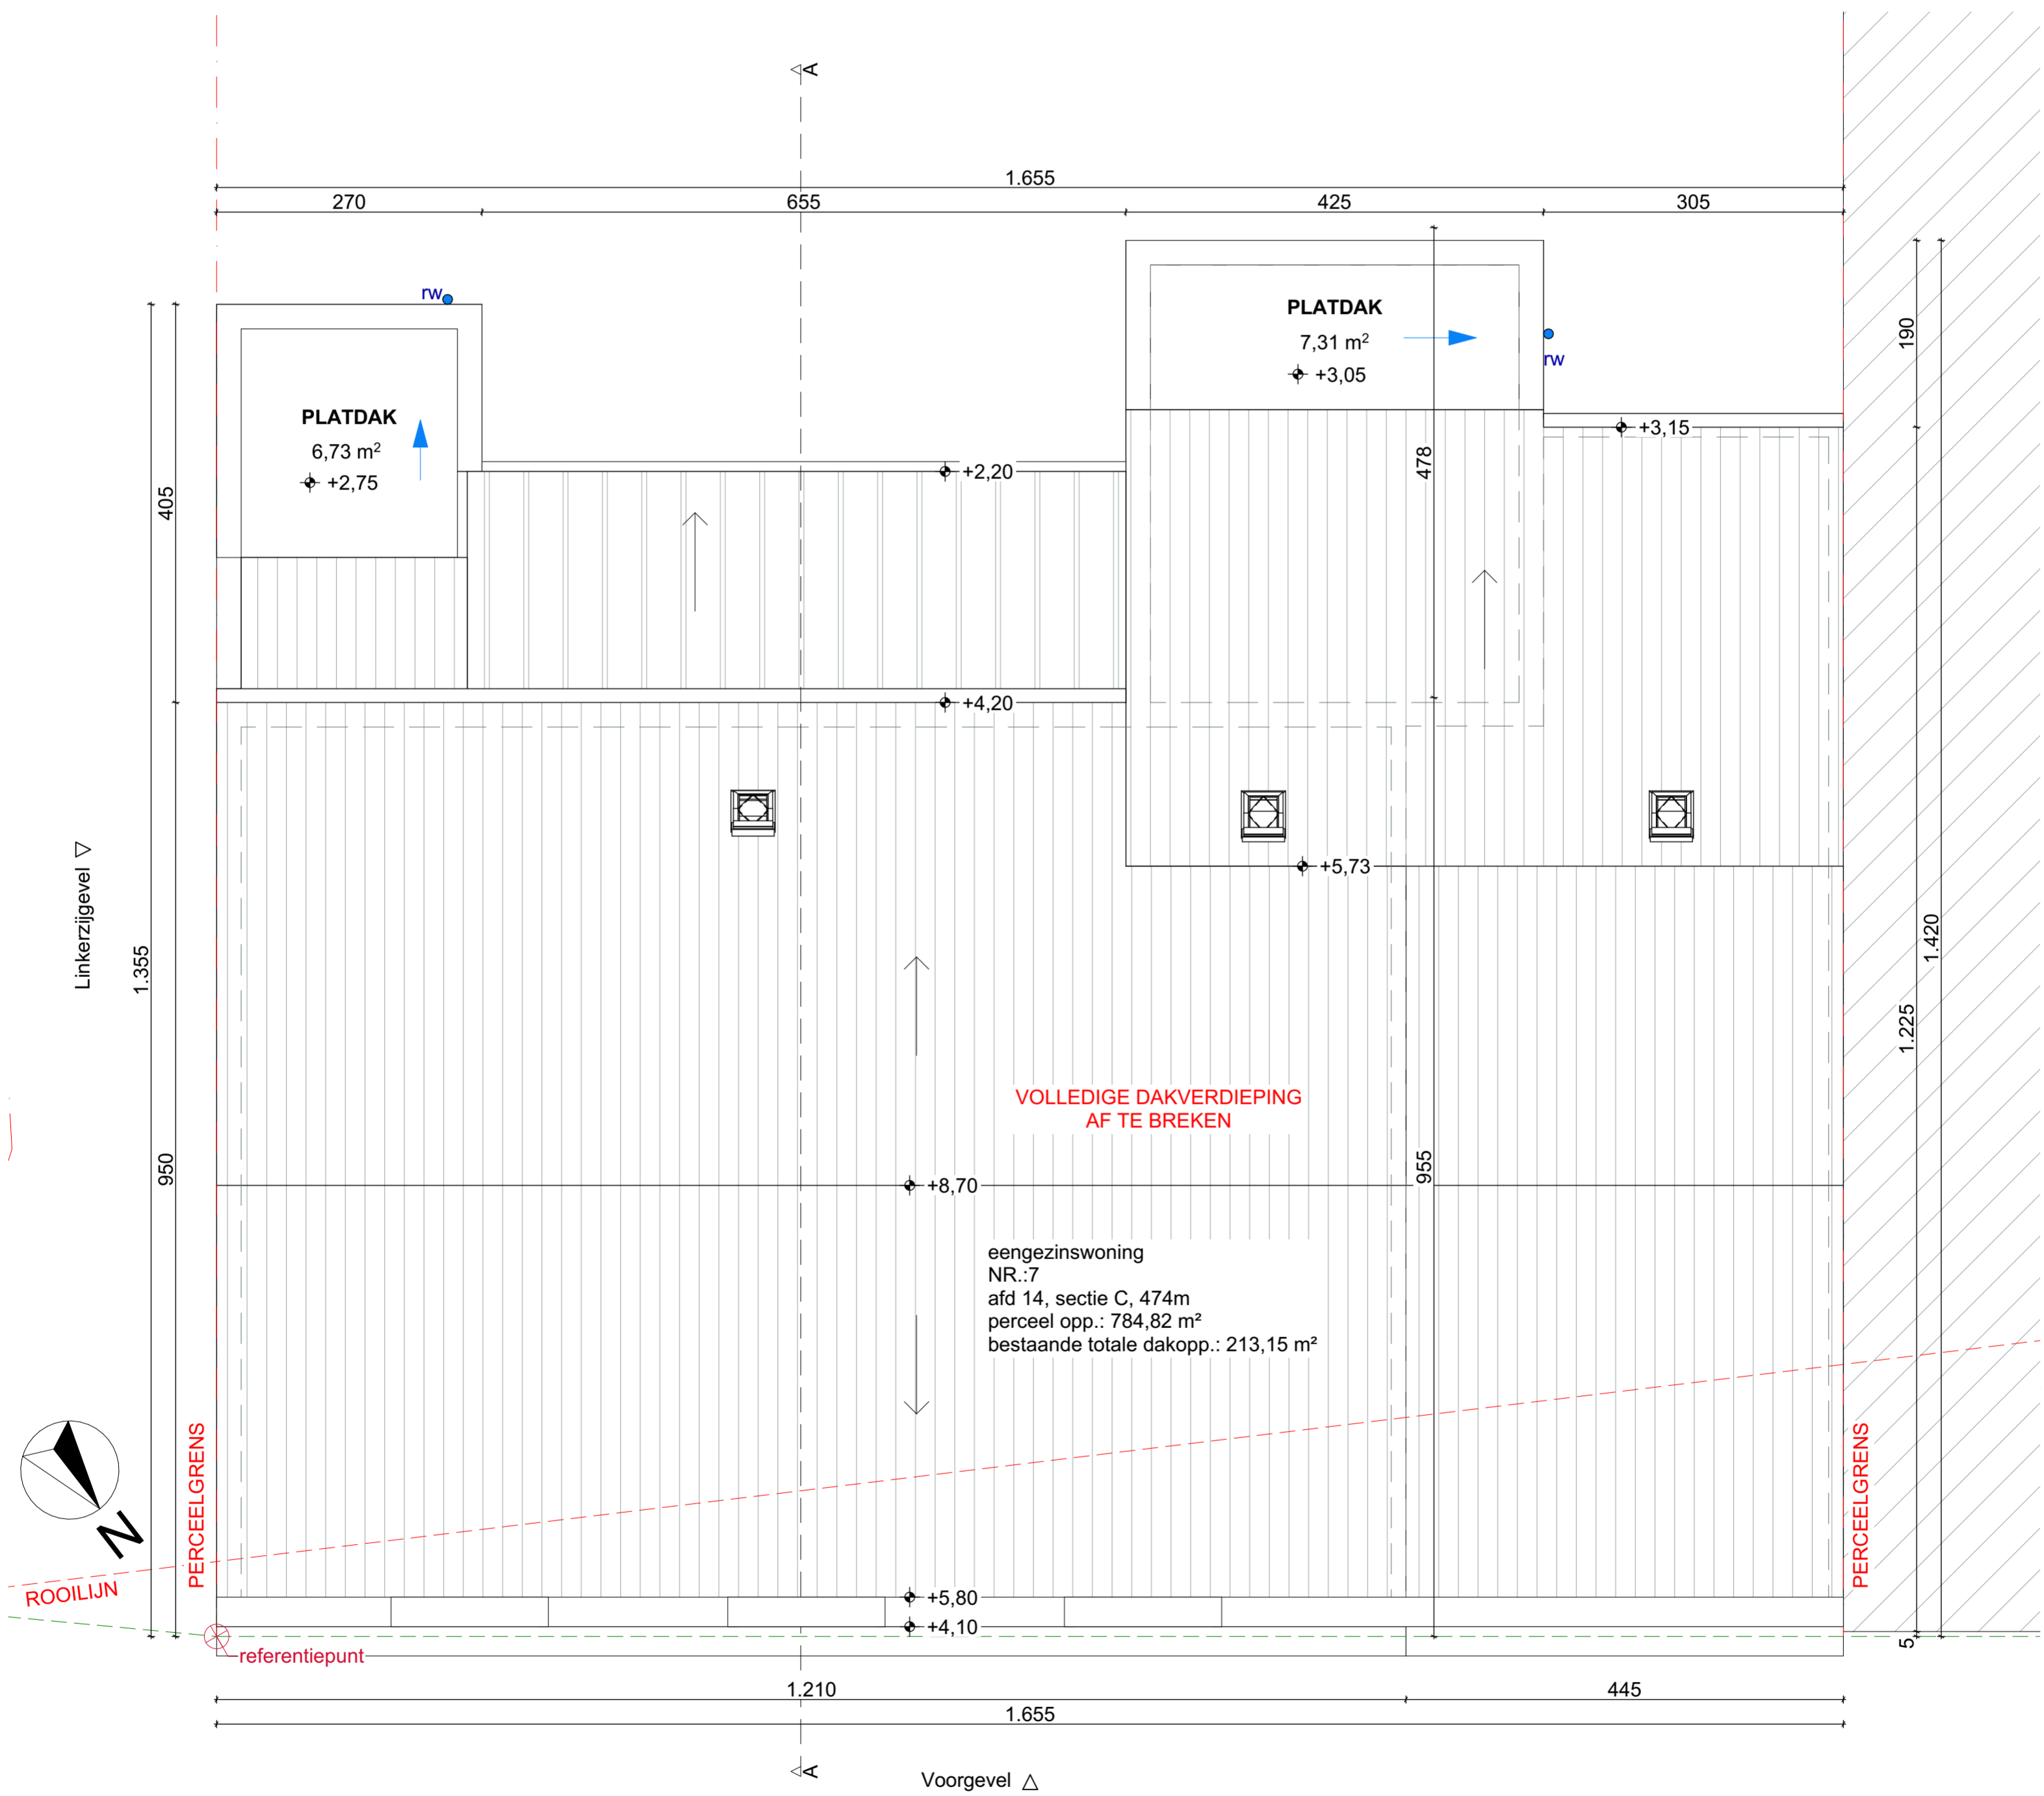 A
1.655
270
655
425
305
rw
PLATDAK
7,31 m²
+3,05
rw
190
PLATDAK
6,73 m²
+2,75
+3,15
+2,20
478
405
+4,20
+5,73
Linkerzijgevel
1.355
1.420
1.225
VOLLEDIGE DAKVERDIEPING
AF TE BREKEN
950
+8,70
955
eengezinswoning
NR.:7
afd 14, sectie C, 474m
perceel opp.: 784,82 m²
bestaande totale dakopp.: 213,15 m²
N
PERCEELGRENS
PERCEELGRENS
ROOILIJN
+5,80
+4,10
5
referentiepunt
1.210
445
1.655
A
Voorgevel